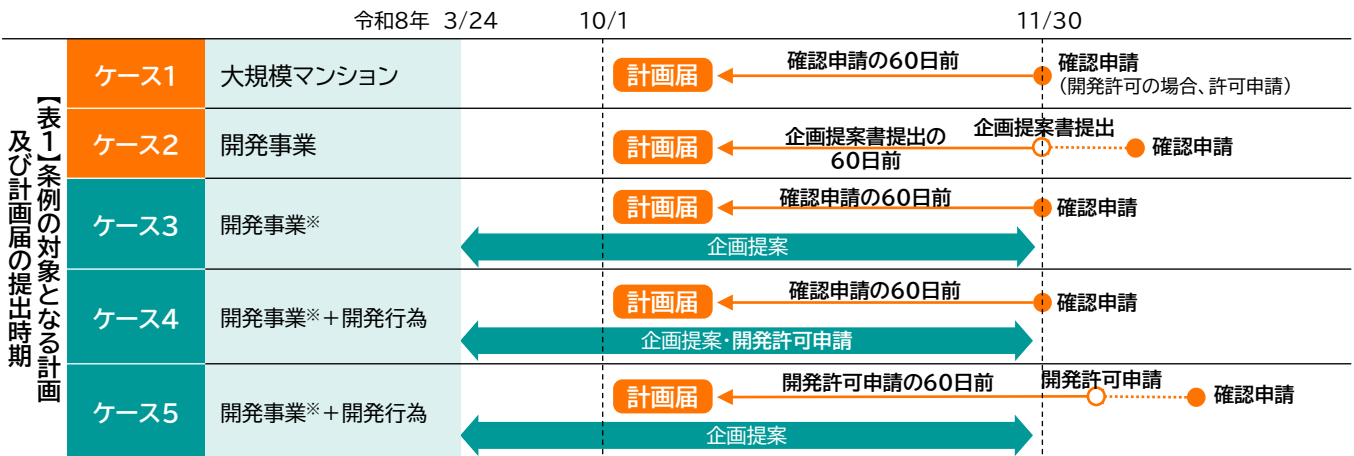 令和8年 3/24 10/1 11/30
【表1】条例の対象となる計画
及び計画届の提出時期
ケース1 大規模マンション 計画届 確認申請の60日前 確認申請
（開発許可の場合、許可申請）
ケース2 開発事業 計画届 企画提案書提出の
60日前
企画提案書提出
確認申請
ケース3 開発事業※ 計画届 確認申請の60日前 確認申請
企画提案
ケース4 開発事業※＋開発行為 計画届 確認申請の60日前 確認申請
企画提案・開発許可申請
ケース5 開発事業※＋開発行為 計画届 開発許可申請の60日前 開発許可申請 確認申請
企画提案